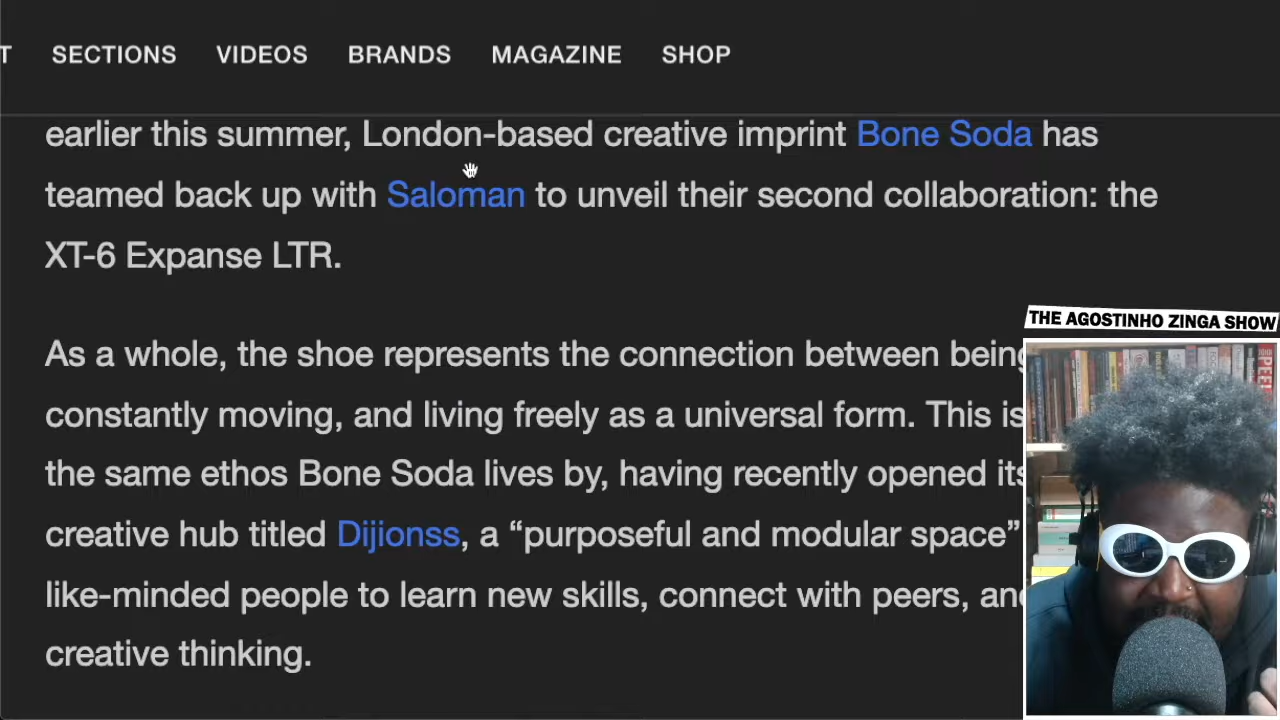 T SECTIONS VIDEOS BRANDS MAGAZINE SHOP
earlier this summer, London-based creative imprint Bone Soda has
teamed back up with Saloman to unveil their second collaboration: the
XT-6 Expanse LTR.
As a whole, the shoe represents the connection between being
constantly moving, and living freely as a universal form. This is
the same ethos Bone Soda lives by, having recently opened its
creative hub titled Dijionss, a “purposeful and modular space”
like-minded people to learn new skills, connect with peers, and
creative thinking.
THE AGOSTINHO ZINGA SHOW